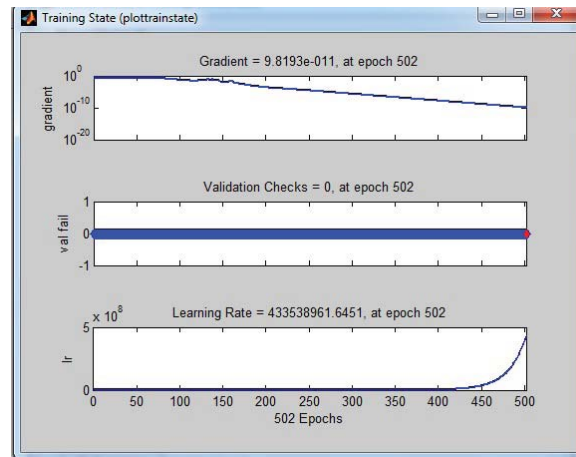 Training State (plottrainstate)
Gradient = 9.8193e-011, at epoch 502
10^0
10^-10
10^-20
gradient
Validation Checks = 0, at epoch 502
1
0
-1
val fail
x 10^8
Learning Rate = 433538961.6451, at epoch 502
5
0
lr
0 50 100 150 200 250 300 350 400 450 500
502 Epochs